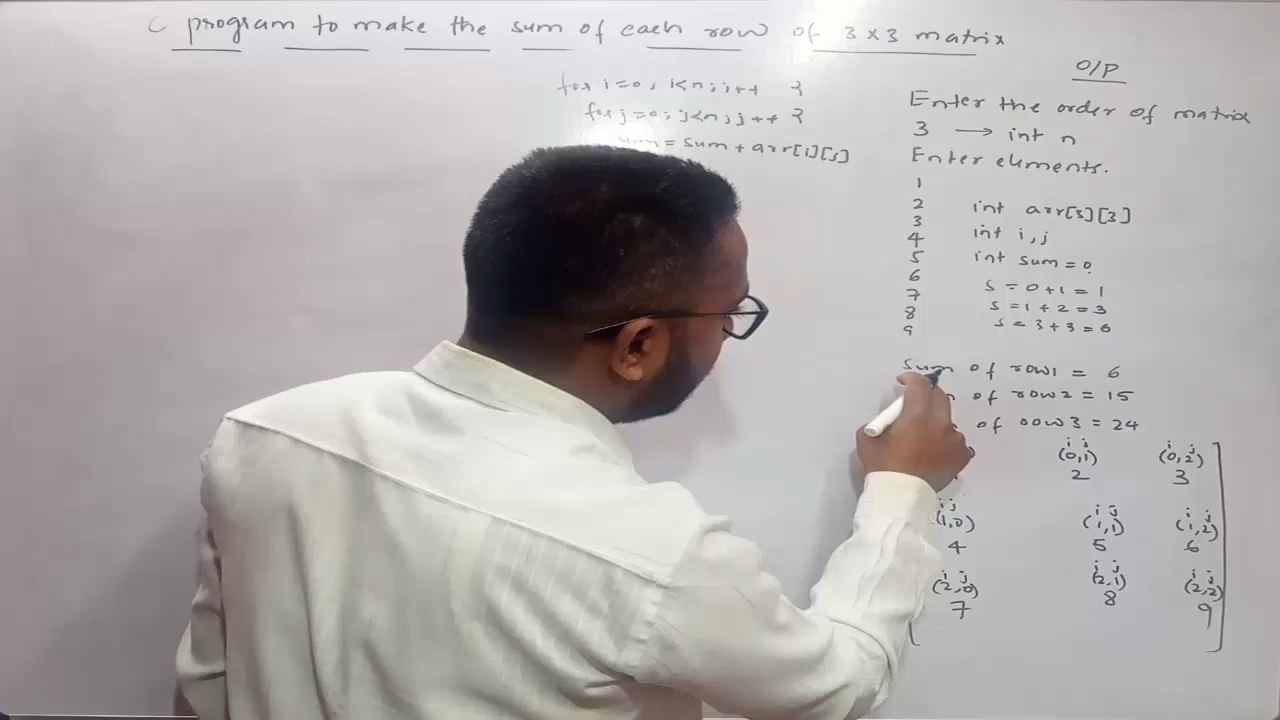 C program to make the sum of each row of 3 x 3 matrix
for i=0; i<n; i++ {
for j=0; j<n; j++ {
sum = sum + arr[i][j]
O/P
Enter the order of matrix
3 → int n
Enter elements.
1
2 int arr[3][3]
3
4 int i,j
5 int sum = 0
6
7 s = 0+1 = 1
8 s = 1+2 = 3
9 s = 3+3 = 6
Sum of row1 = 6
of row2 = 15
of row3 = 24
i j i j
(0,1) (0,2)
2 3
i j i j i j
(1,0) (1,1) (1,2)
4 5 6
i j i j i j
(2,0) (2,1) (2,2)
7 8 9